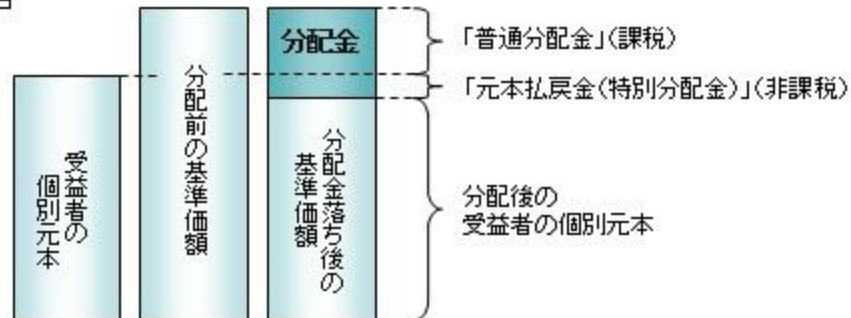 受益者の
個別元本
分配前の基準価額
分配金
分配金落ち後の
基準価額
「普通分配金」(課税)
「元本払戻金(特別分配金)」(非課税)
分配後の
受益者の個別元本